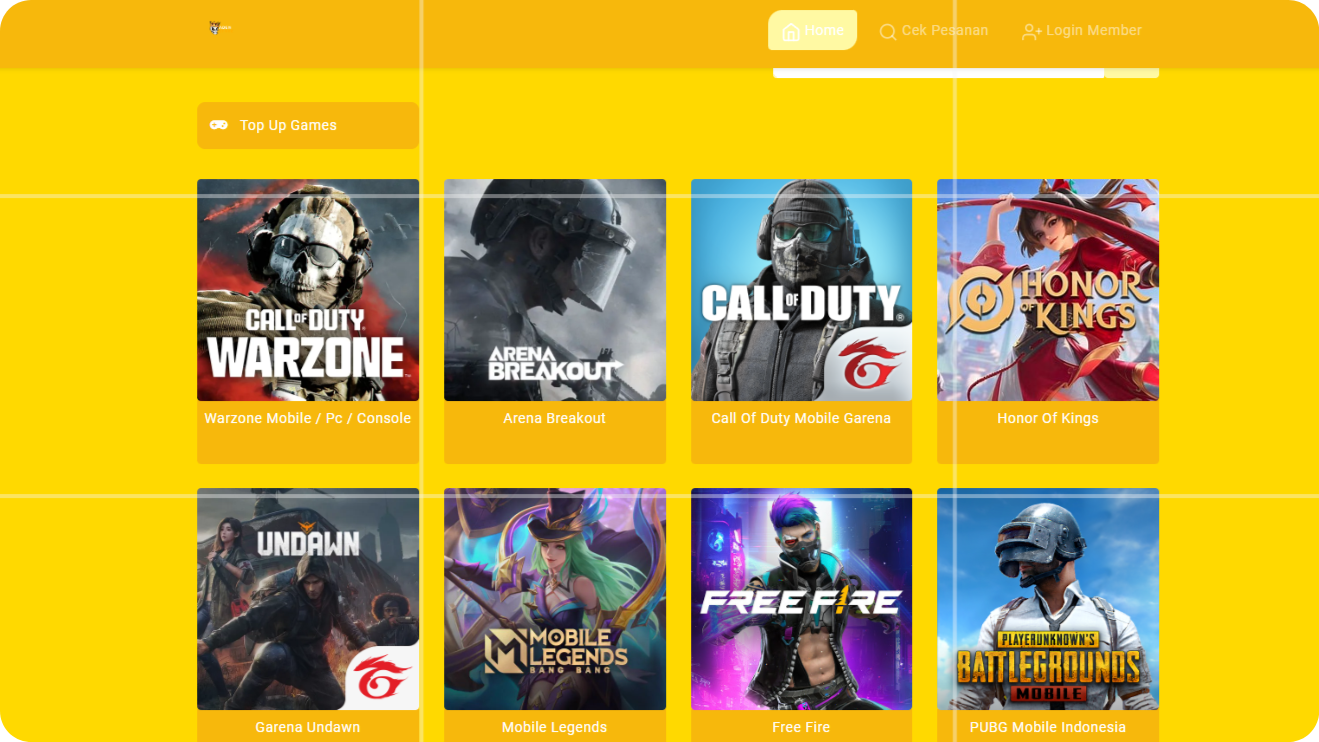 Home
Cek Pesanan
Login Member
Top Up Games
CALL OF DUTY®
WARZONE™
ARENA
BREAKOUT
CALL OF DUTY®
HONOR
OF KINGS
Warzone Mobile / Pc / Console
Arena Breakout
Call Of Duty Mobile Garena
Honor Of Kings
UNDAWN
MOBILE
LEGENDS
BANG BANG
FREE FIRE
PLAYERUNKNOWN'S
BATTLEGROUNDS
MOBILE
Garena Undawn
Mobile Legends
Free Fire
PUBG Mobile Indonesia